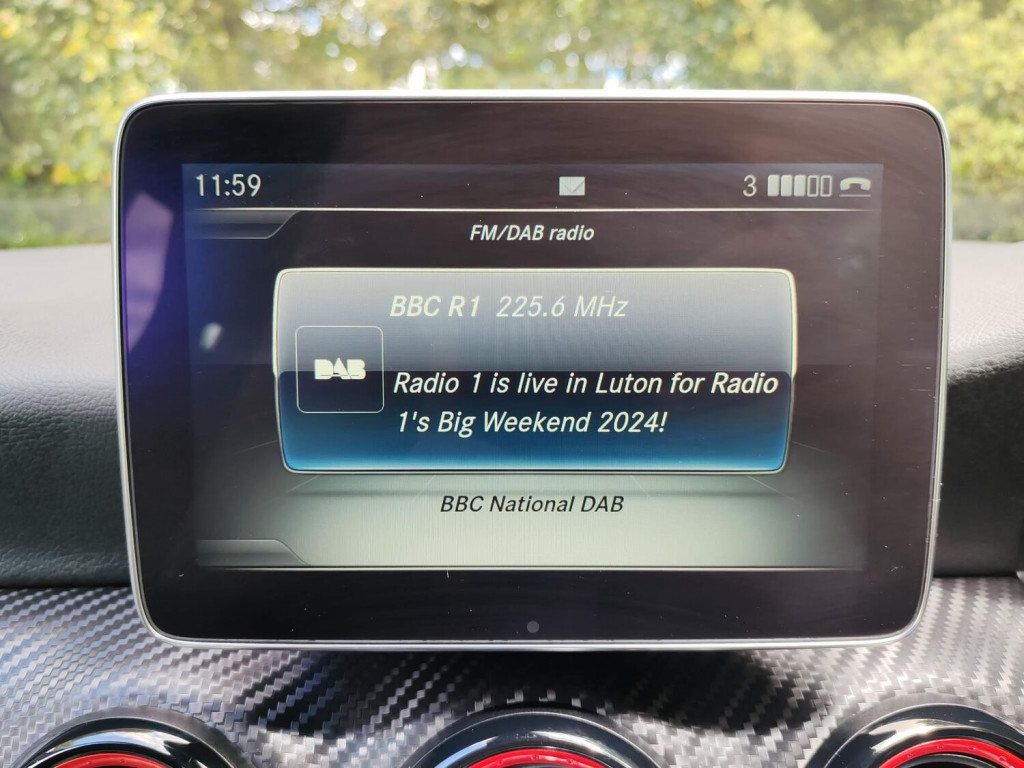 11:59 3
FM/DAB radio
BBC R1 225.6 MHz
DAB
Radio 1 is live in Luton for Radio
1's Big Weekend 2024!
BBC National DAB